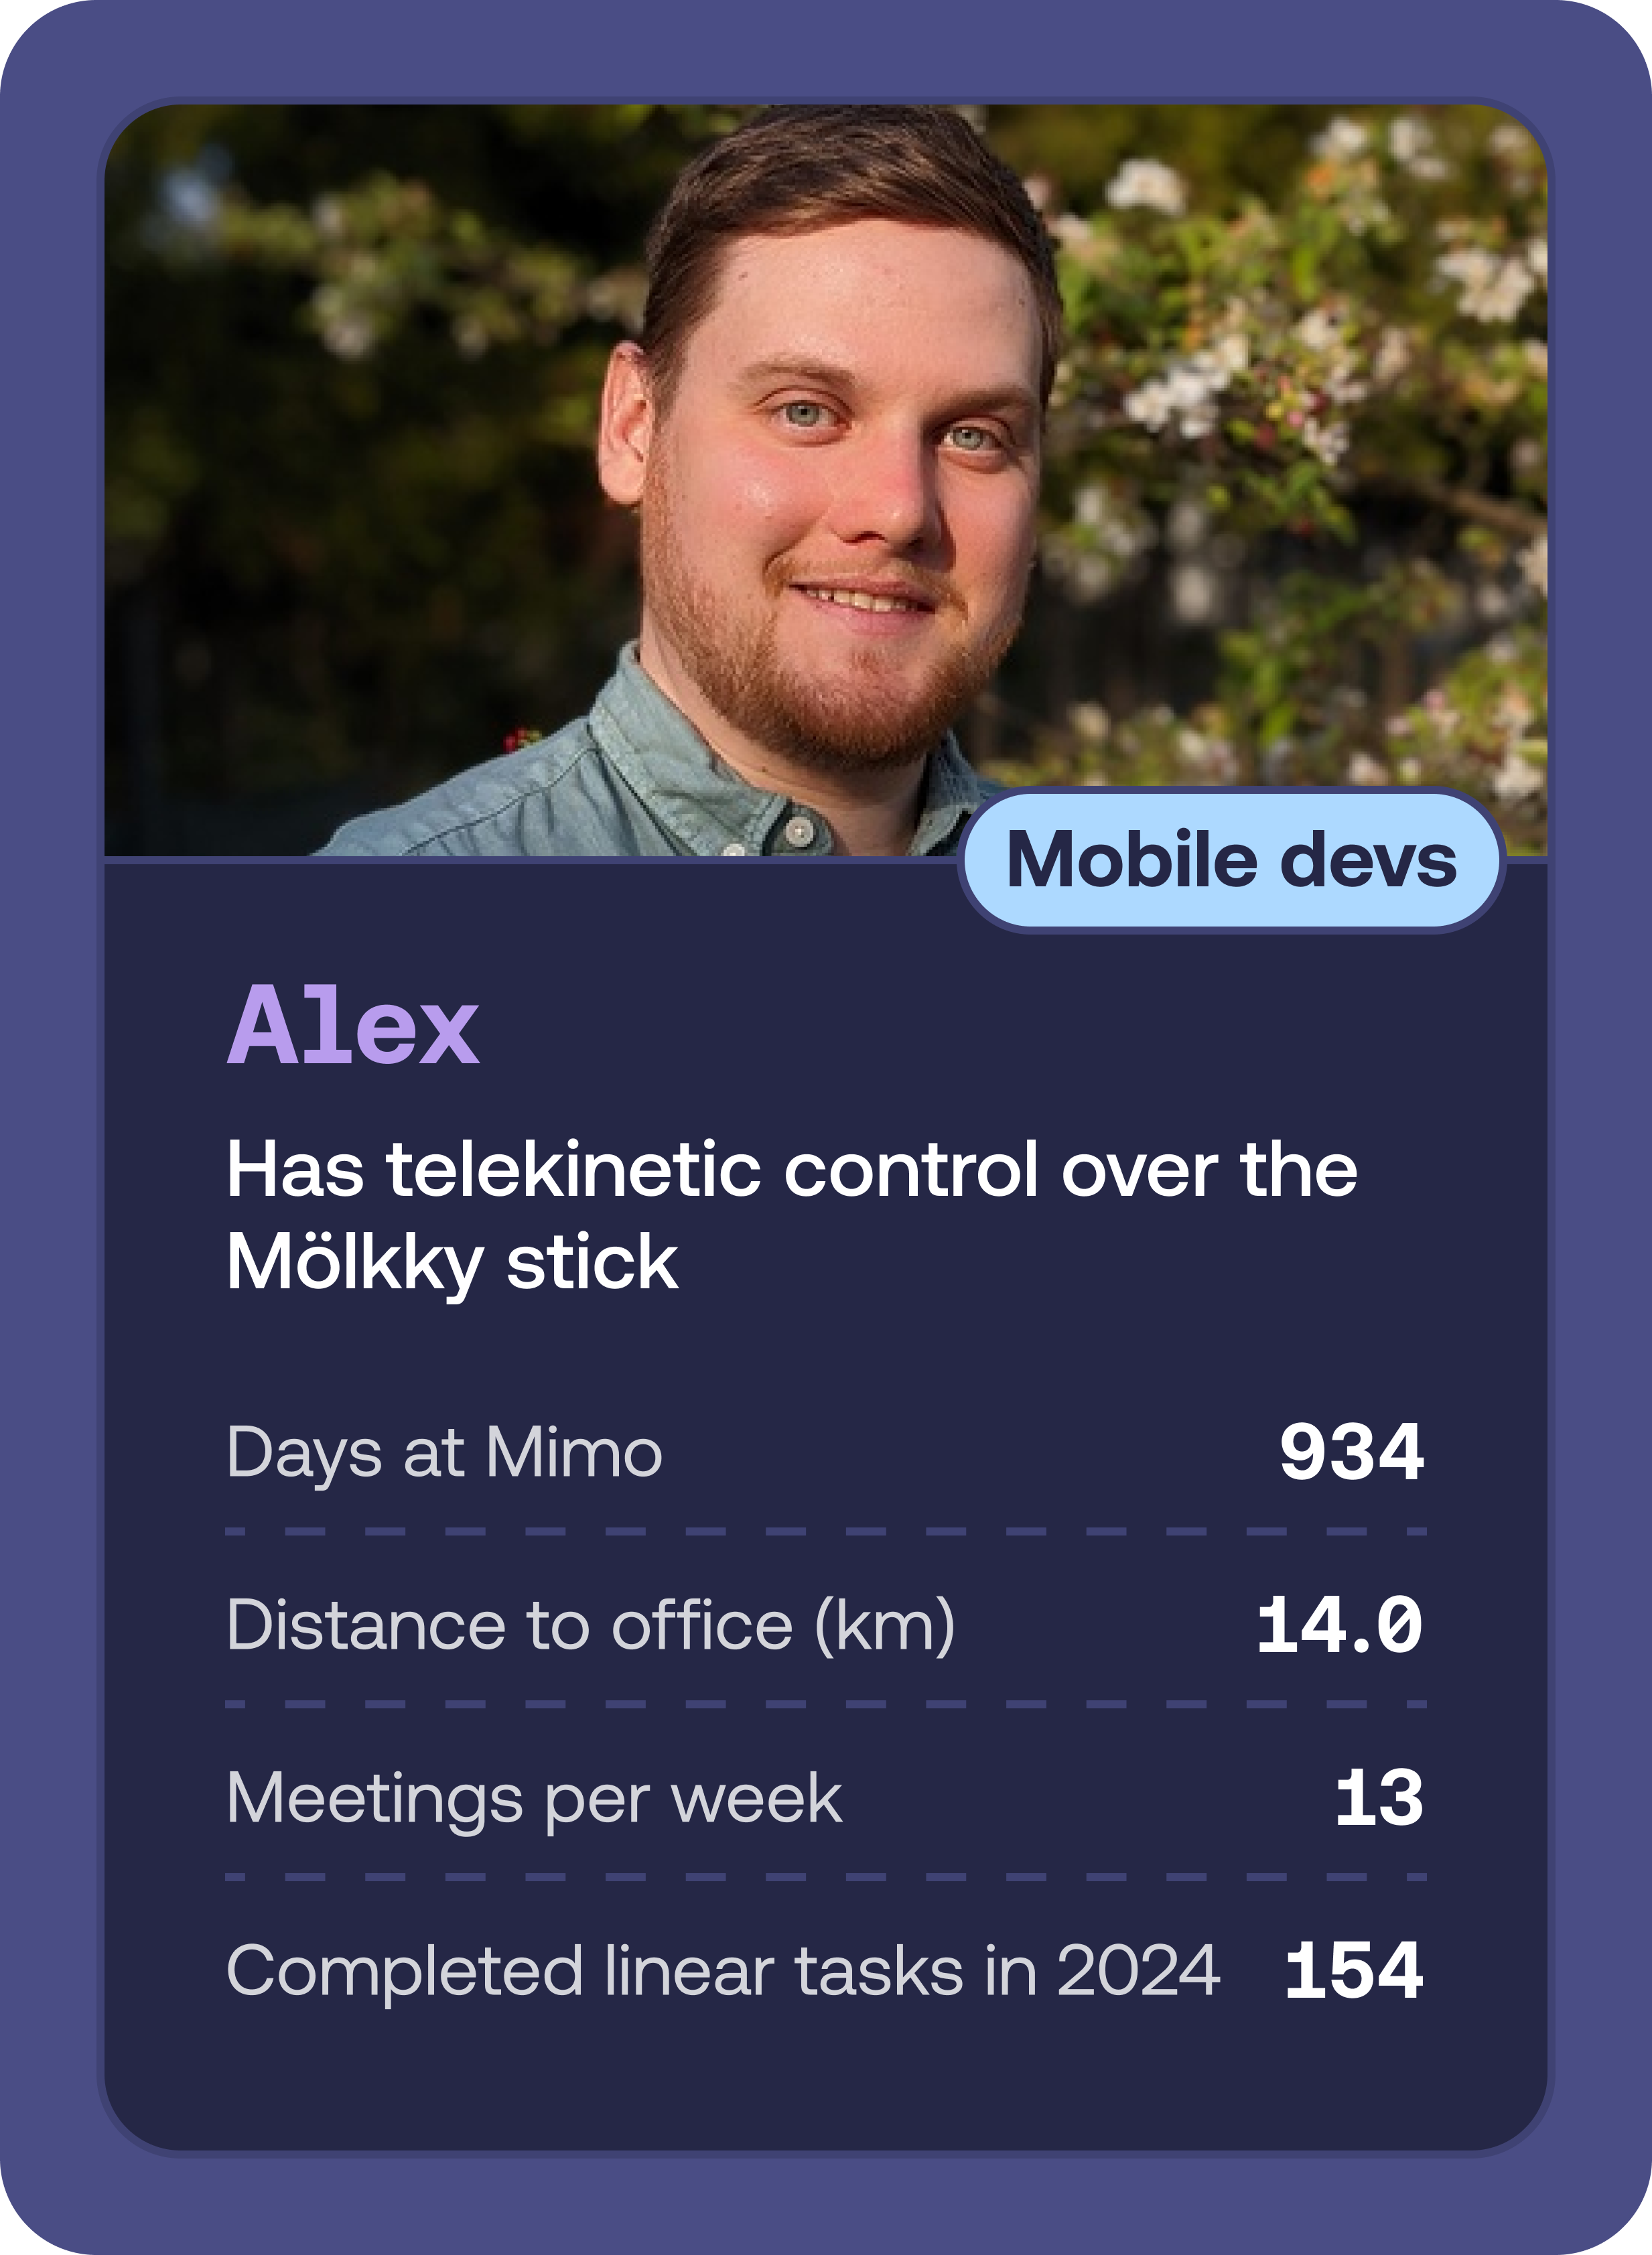 Mobile devs
Alex
Has telekinetic control over the
Mölkky stick
Days at Mimo 934
Distance to office (km) 14.0
Meetings per week 13
Completed linear tasks in 2024 154